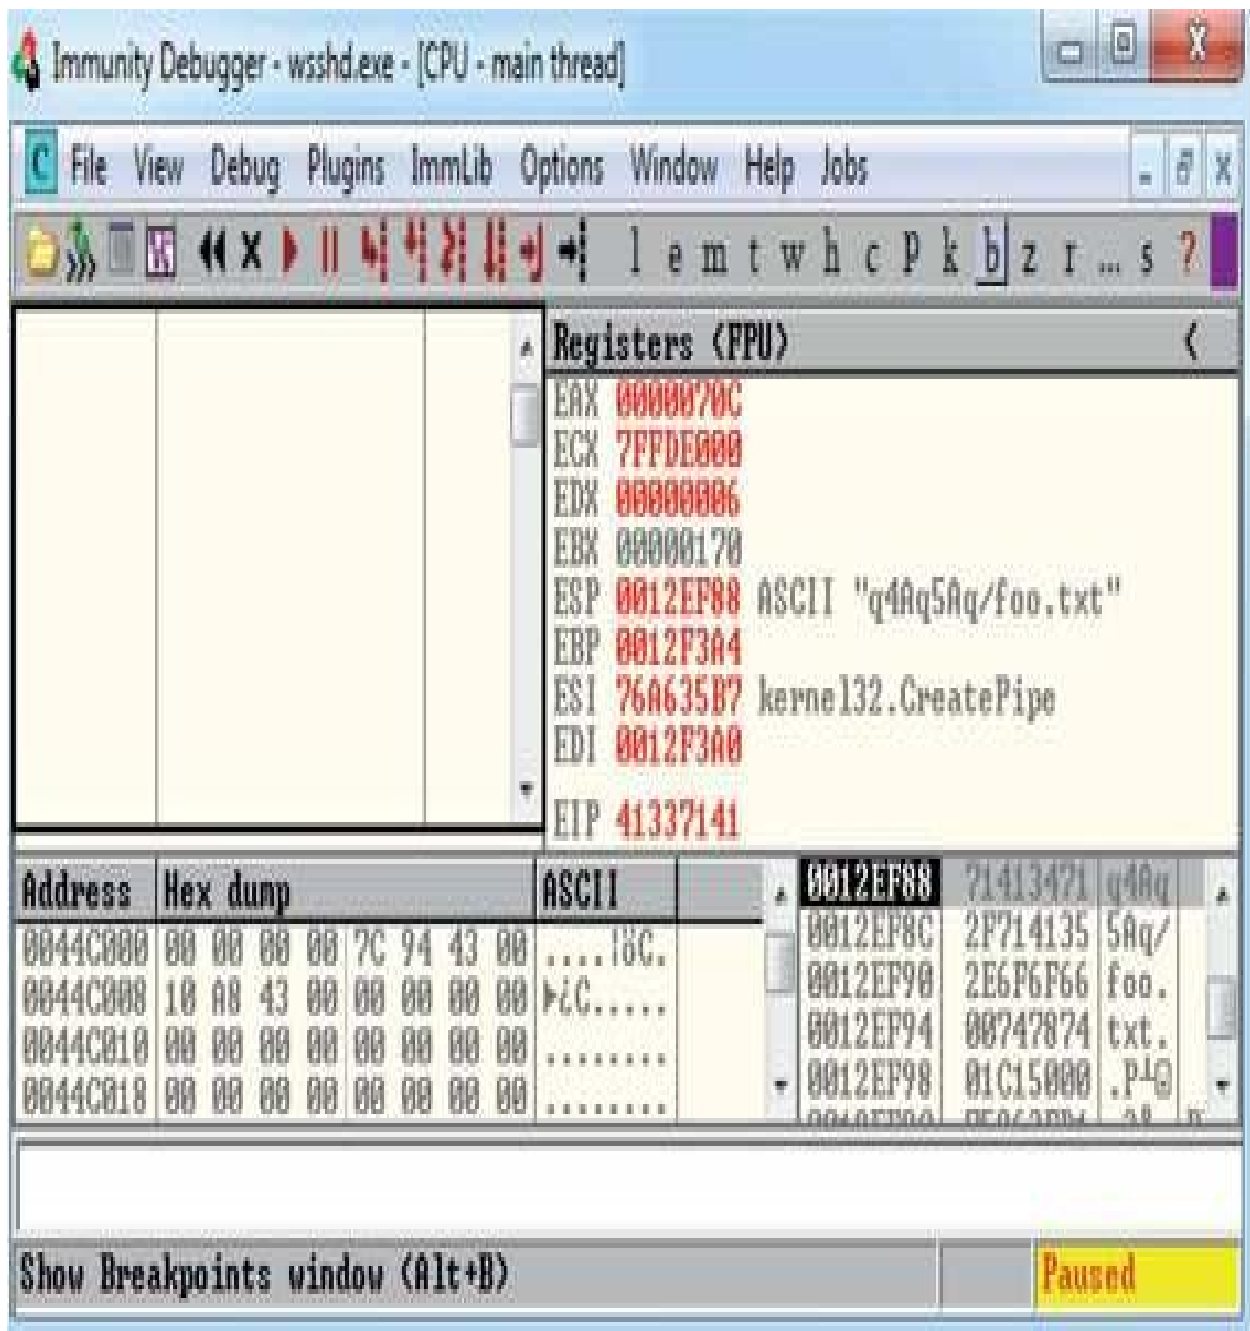 Immunity Debugger - wsshd.exe - [CPU - main thread]
C File View Debug Plugins ImmLib Options Window Help Jobs
l e m t w h c P k b z r ... s ?
Registers (FPU)
EAX 0000070C
ECX 7FFDE000
EDX 00000006
EBX 00000170
ESP 0012EF88 ASCII "q4Aq5Aq/foo.txt"
EBP 0012F3A4
ESI 76A635B7 kernel32.CreatePipe
EDI 0012F3A0
EIP 41337141
Address Hex dump ASCII
0044C000 00 00 00 00 7C 94 43 00 ....|öC.
0044C008 10 A8 43 00 00 00 00 00 ►¿C.....
0044C010 00 00 00 00 00 00 00 00 ........
0044C018 00 00 00 00 00 00 00 00 ........
0012EF88 71413471 q4Aq
0012EF8C 2F714135 5Aq/
0012EF90 2E6F6F66 foo.
0012EF94 00747874 txt.
0012EF98 01C15000 .P┴☺
Show Breakpoints window (Alt+B)
Paused